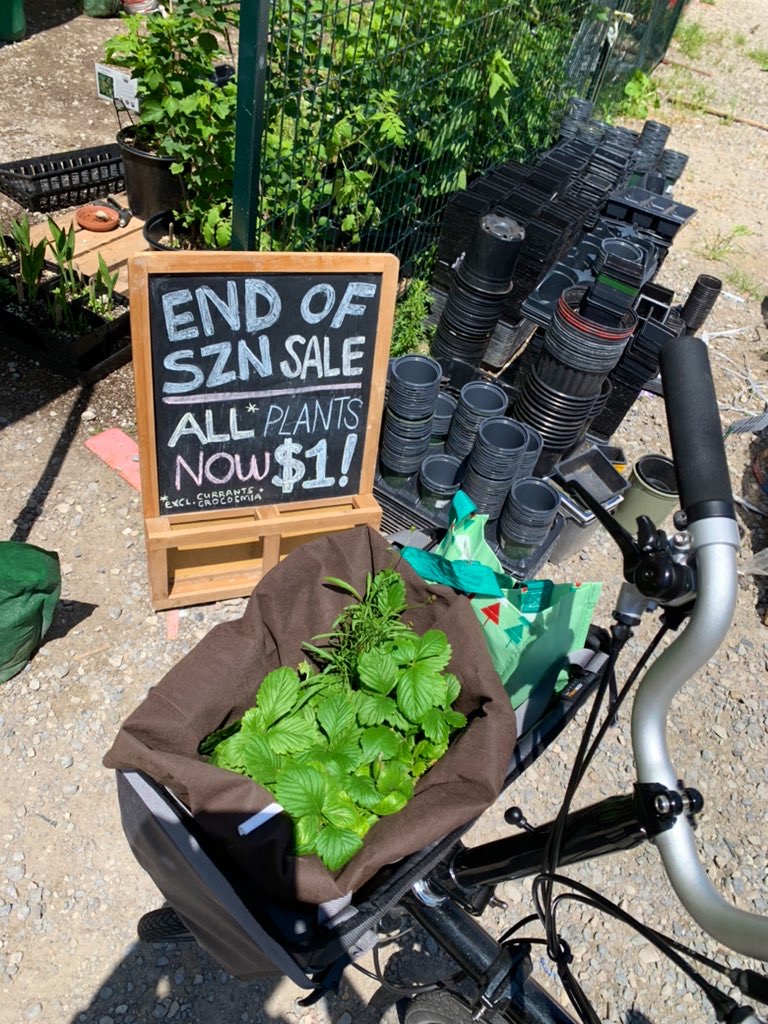 END OF
SZN SALE
ALL* PLANTS
NOW $1!
*EXCL. CURRANTS +
CROCOSMIA